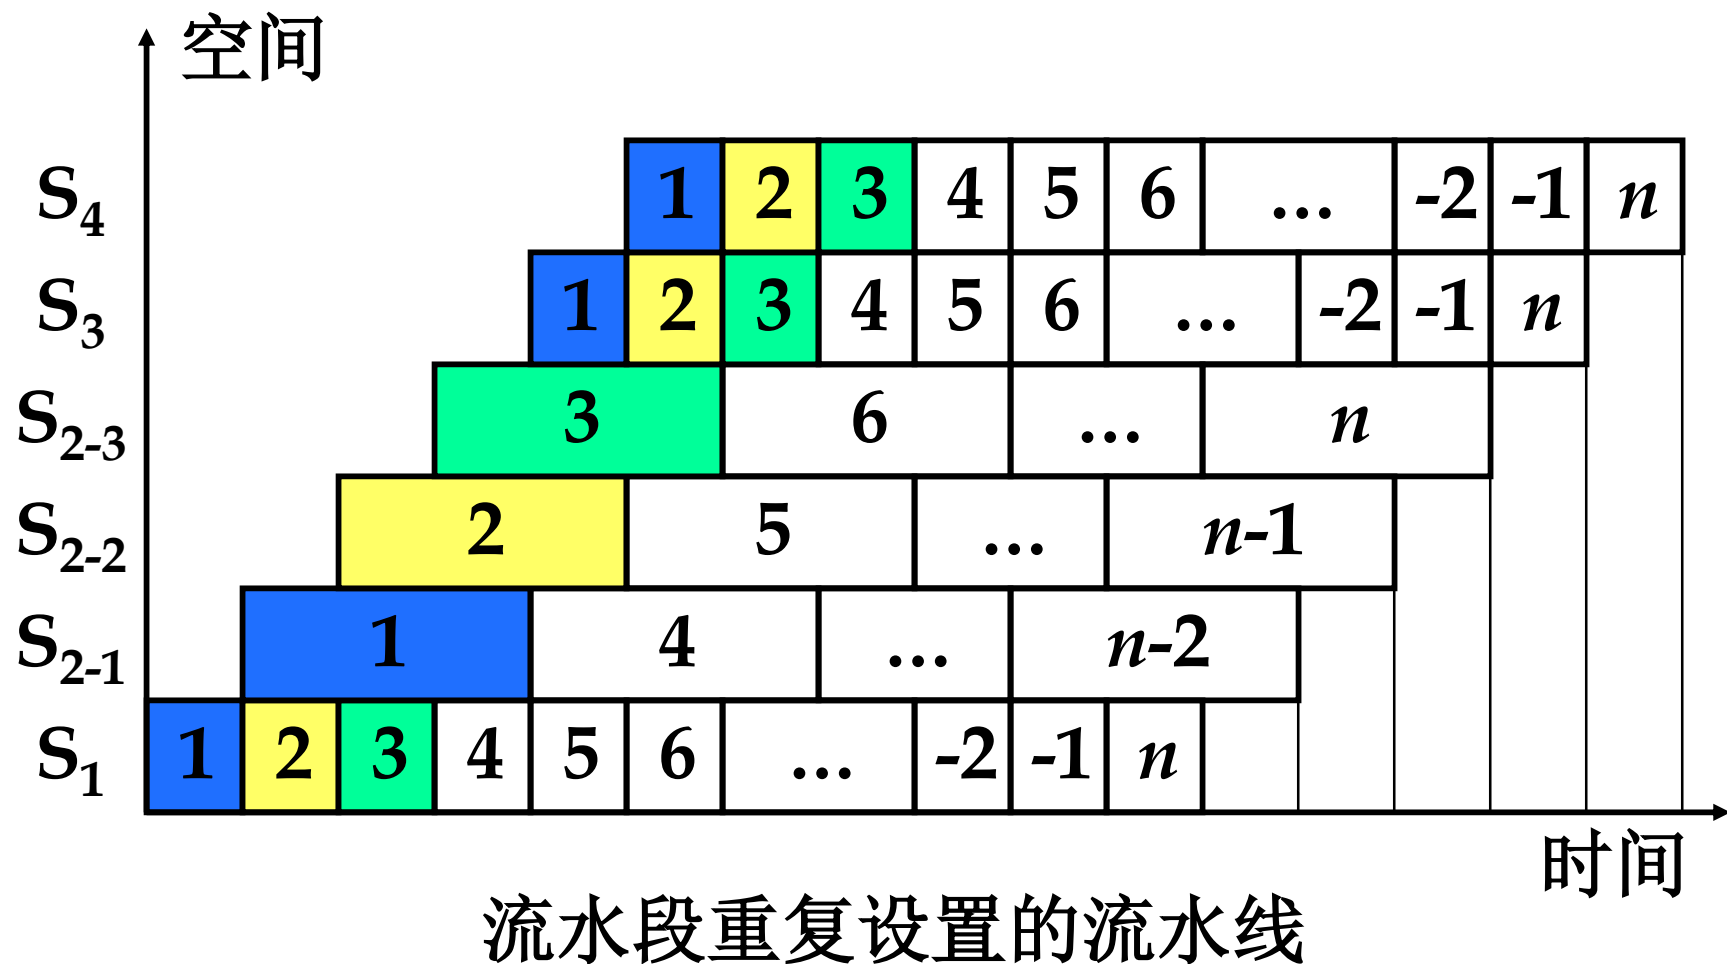 空间
S4 1 2 3 4 5 6 ... -2 -1 n
S3 1 2 3 4 5 6 ... -2 -1 n
S2-3 3 6 ... n
S2-2 2 5 ... n-1
S2-1 1 4 ... n-2
S1 1 2 3 4 5 6 ... -2 -1 n
时间
流水段重复设置的流水线